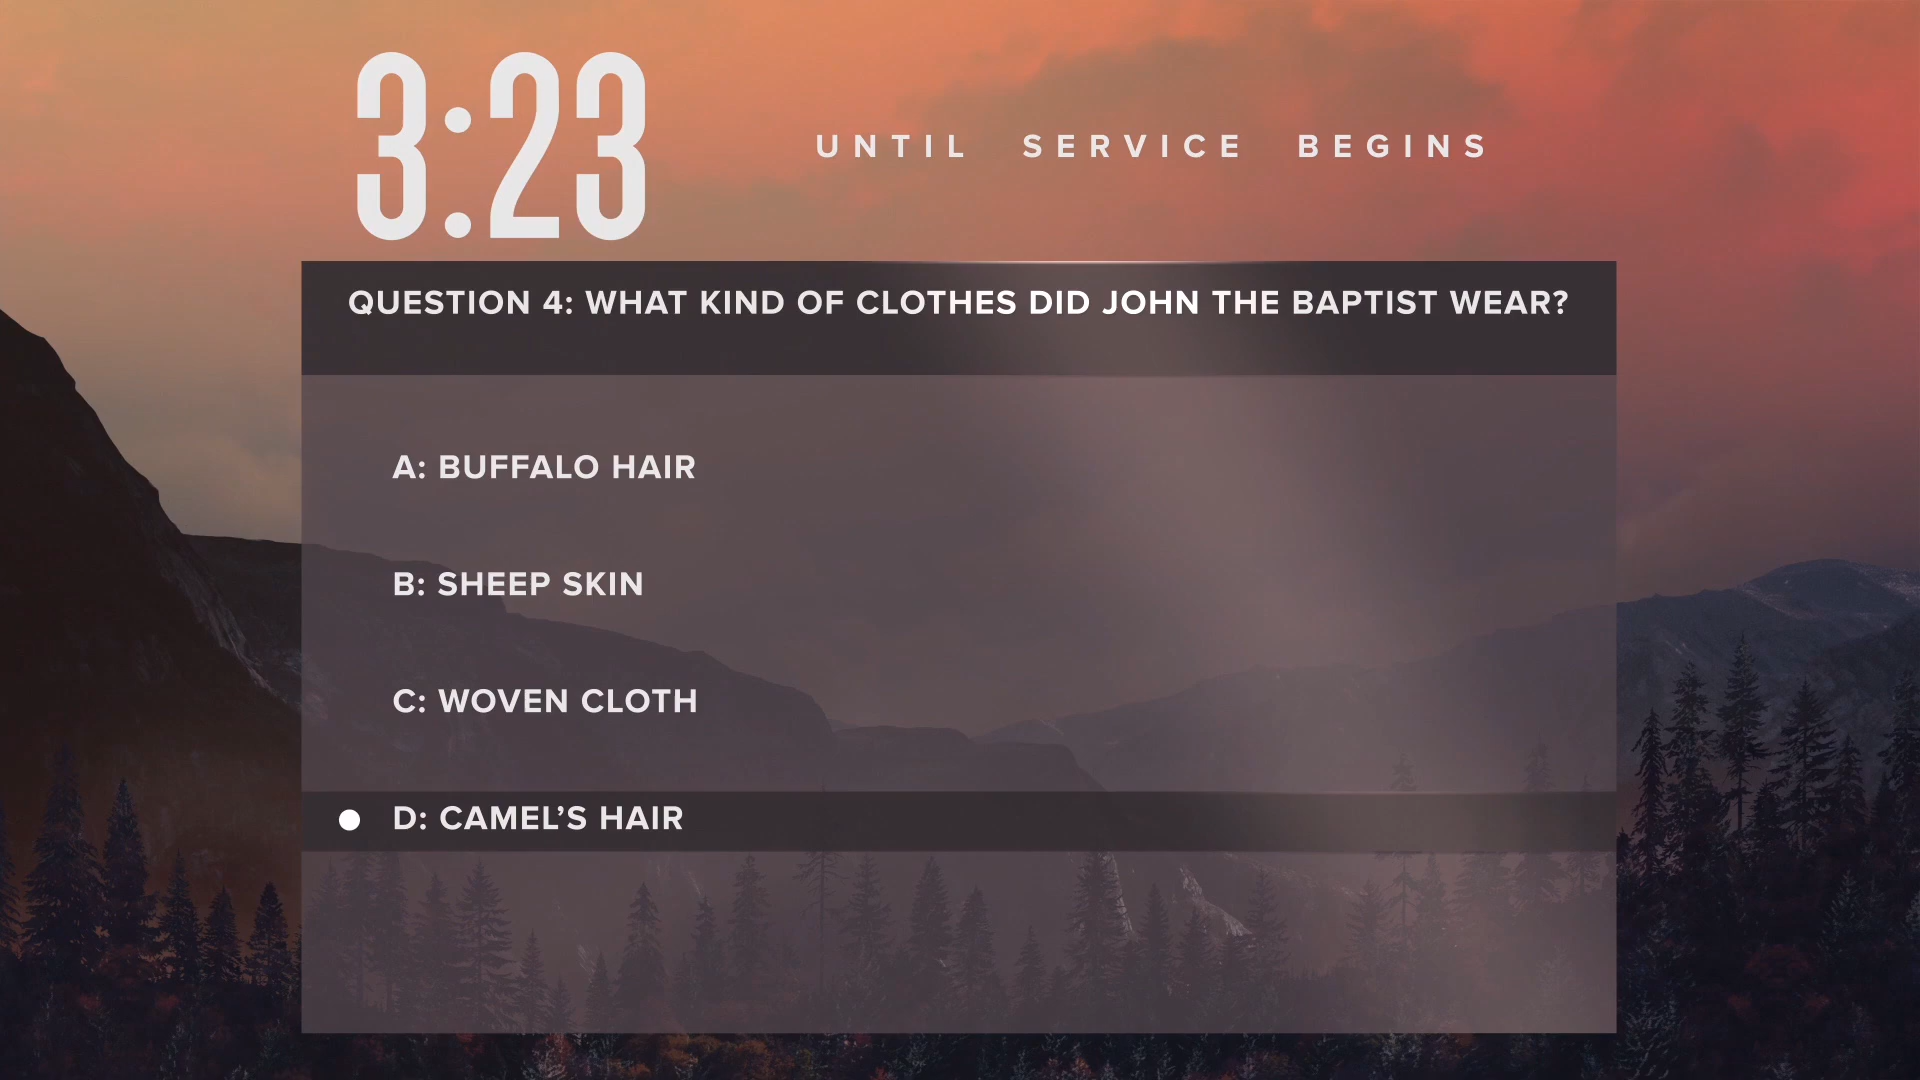 3:23
UNTIL SERVICE BEGINS
QUESTION 4: WHAT KIND OF CLOTHES DID JOHN THE BAPTIST WEAR?
A: BUFFALO HAIR
B: SHEEP SKIN
C: WOVEN CLOTH
D: CAMEL’S HAIR